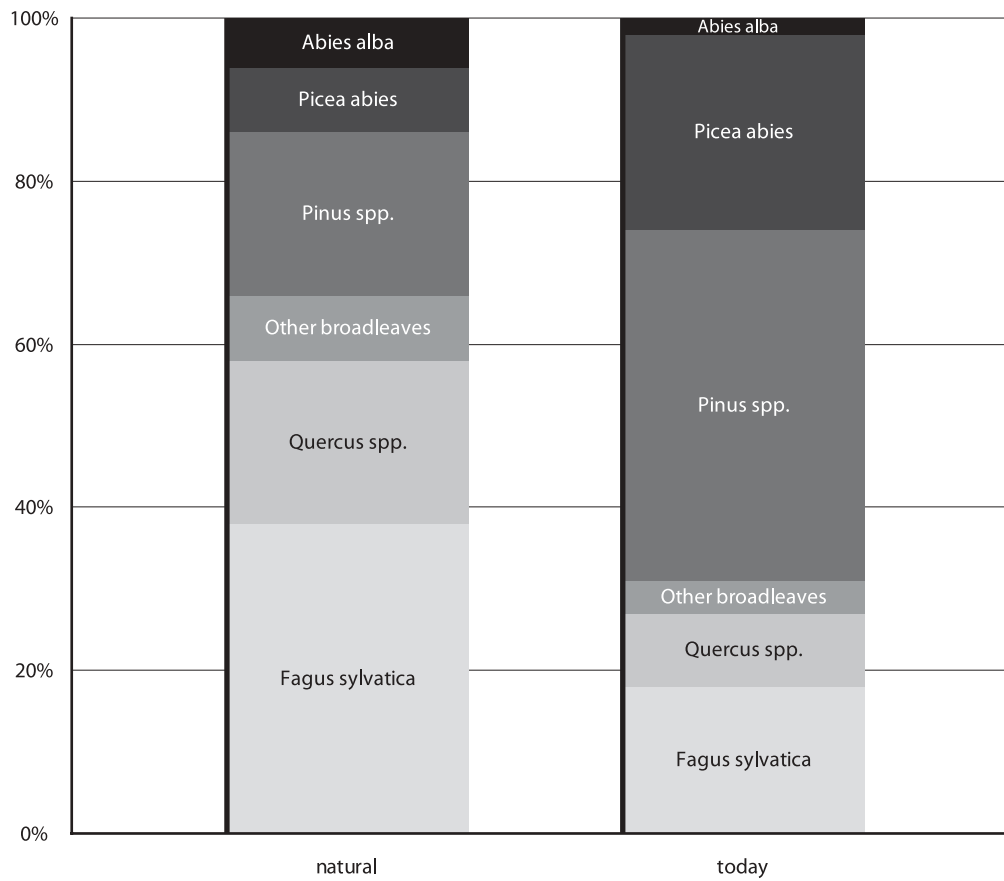 100%
80%
60%
40%
20%
0%
Abies alba
Picea abies
Pinus spp.
Other broadleaves
Quercus spp.
Fagus sylvatica
Abies alba
Picea abies
Pinus spp.
Other broadleaves
Quercus spp.
Fagus sylvatica
natural
today